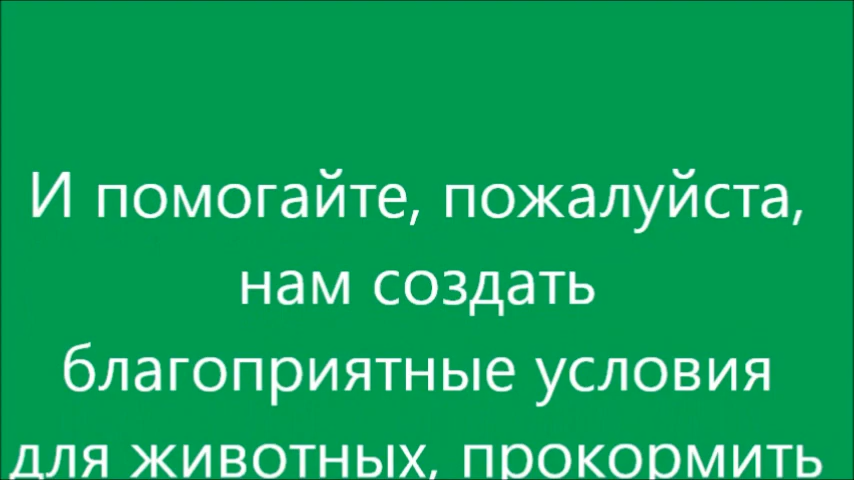 И помогайте, пожалуйста,
нам создать
благоприятные условия
для животных, прокормить